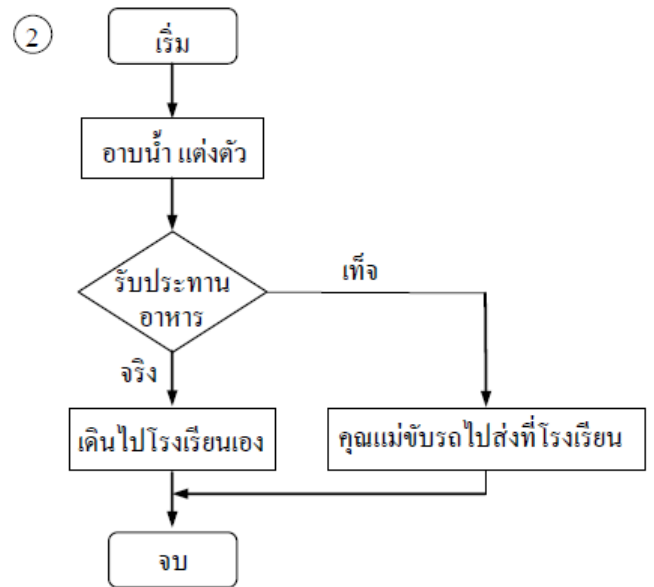 2
เริ่ม
อาบน้ำ แต่งตัว
รับประทาน
อาหาร
เท็จ
จริง
เดินไปโรงเรียนเอง
คุณแม่ขับรถไปส่งที่โรงเรียน
จบ